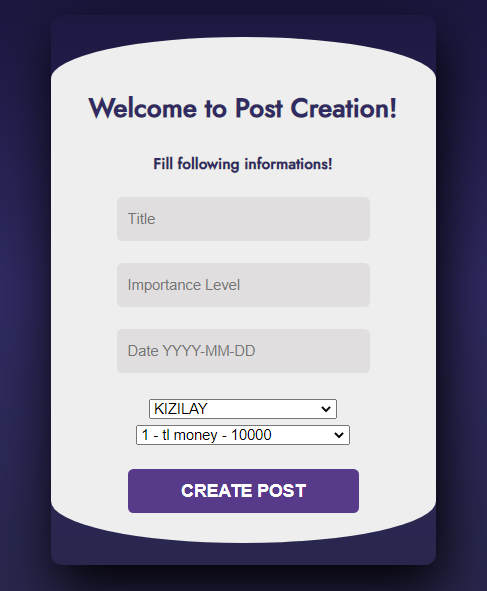 Welcome to Post Creation!
Fill following informations!
Title
Importance Level
Date YYYY-MM-DD
KIZILAY
1 - tl money - 10000
CREATE POST